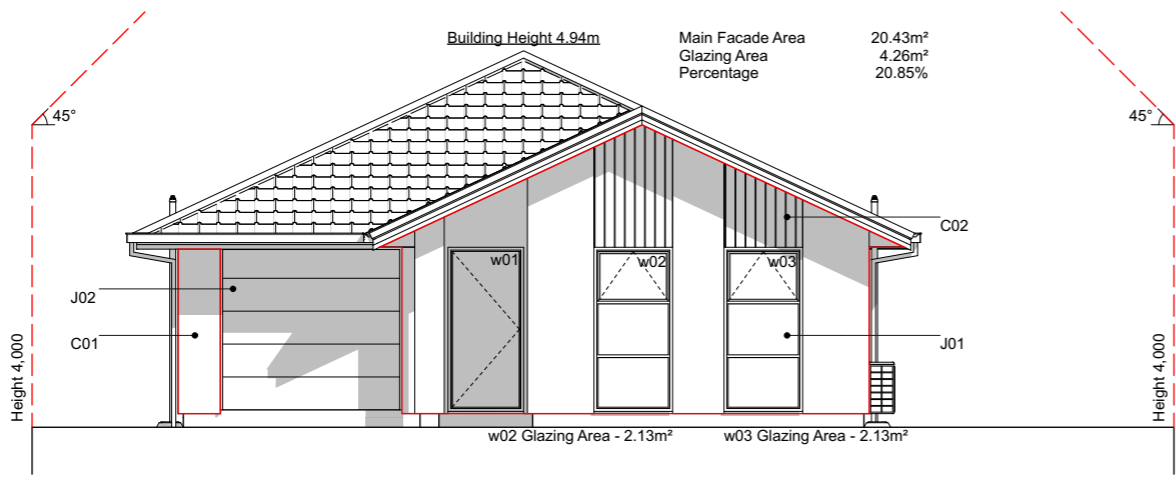 Building Height 4.94m
Main Facade Area 20.43m²
Glazing Area 4.26m²
Percentage 20.85%
45°
45°
C02
w01
w02
w03
J02
C01
J01
Height 4,000
Height 4,000
w02 Glazing Area - 2.13m²
w03 Glazing Area - 2.13m²